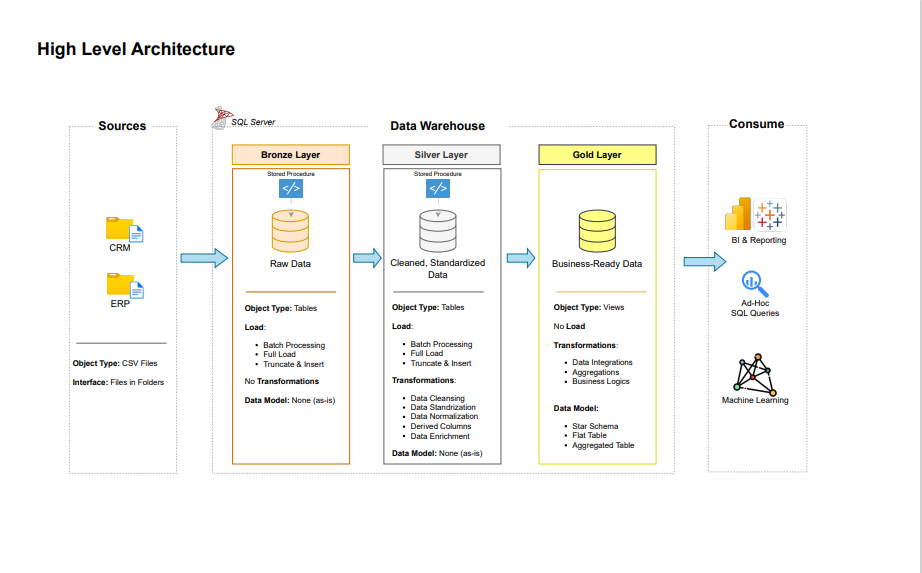 High Level Architecture
Sources
CRM
ERP
Object Type: CSV Files
Interface: Files in Folders
SQL Server
Data Warehouse
Bronze Layer
Stored Procedure
</>
Raw Data
Object Type: Tables
Load:
• Batch Processing
• Full Load
• Truncate & Insert
No Transformations
Data Model: None (as-is)
Silver Layer
Stored Procedure
</>
Cleaned, Standardized
Data
Object Type: Tables
Load:
• Batch Processing
• Full Load
• Truncate & Insert
Transformations:
• Data Cleansing
• Data Standrization
• Data Normalization
• Derived Columns
• Data Enrichment
Data Model: None (as-is)
Gold Layer
Business-Ready Data
Object Type: Views
No Load
Transformations:
• Data Integrations
• Aggregations
• Business Logics
Data Model:
• Star Schema
• Flat Table
• Aggregated Table
Consume
BI & Reporting
Ad-Hoc
SQL Queries
Machine Learning